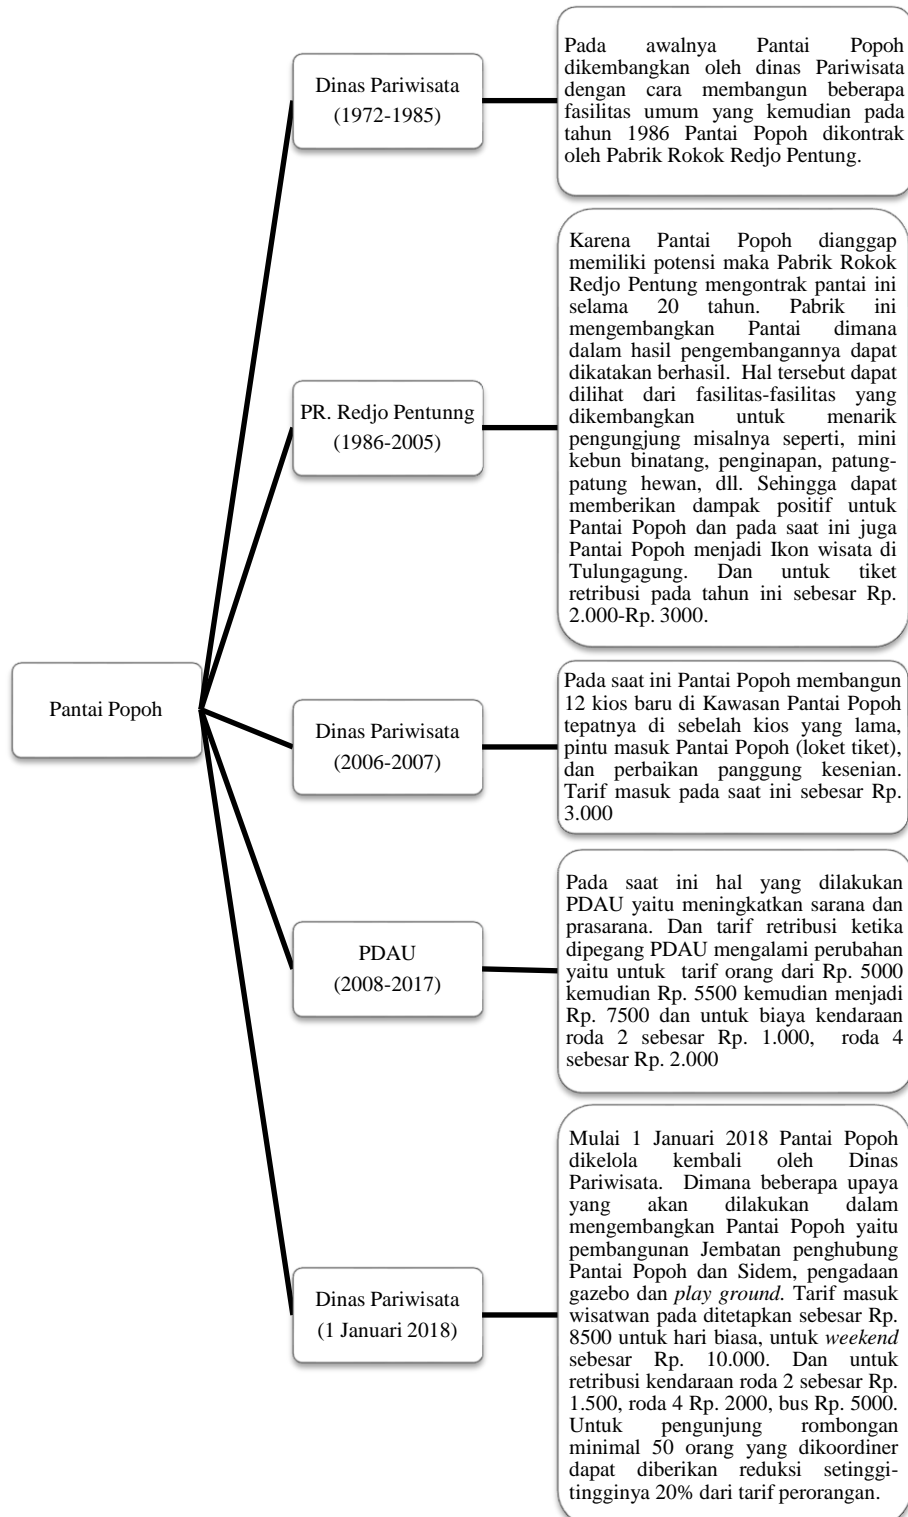 Pantai Popoh
Dinas Pariwisata
(1972-1985)
Pada awalnya Pantai Popoh
dikembangkan oleh dinas Pariwisata
dengan cara membangun beberapa
fasilitas umum yang kemudian pada
tahun 1986 Pantai Popoh dikontrak
oleh Pabrik Rokok Redjo Pentung.
PR. Redjo Pentunng
(1986-2005)
Karena Pantai Popoh dianggap
memiliki potensi maka Pabrik Rokok
Redjo Pentung mengontrak pantai ini
selama 20 tahun. Pabrik ini
mengembangkan Pantai dimana
dalam hasil pengembangannya dapat
dikatakan berhasil. Hal tersebut dapat
dilihat dari fasilitas-fasilitas yang
dikembangkan untuk menarik
pengungjung misalnya seperti, mini
kebun binatang, penginapan, patung-
patung hewan, dll. Sehingga dapat
memberikan dampak positif untuk
Pantai Popoh dan pada saat ini juga
Pantai Popoh menjadi Ikon wisata di
Tulungagung. Dan untuk tiket
retribusi pada tahun ini sebesar Rp.
2.000-Rp. 3000.
Dinas Pariwisata
(2006-2007)
Pada saat ini Pantai Popoh membangun
12 kios baru di Kawasan Pantai Popoh
tepatnya di sebelah kios yang lama,
pintu masuk Pantai Popoh (loket tiket),
dan perbaikan panggung kesenian.
Tarif masuk pada saat ini sebesar Rp.
3.000
PDAU
(2008-2017)
Pada saat ini hal yang dilakukan
PDAU yaitu meningkatkan sarana dan
prasarana. Dan tarif retribusi ketika
dipegang PDAU mengalami perubahan
yaitu untuk tarif orang dari Rp. 5000
kemudian Rp. 5500 kemudian menjadi
Rp. 7500 dan untuk biaya kendaraan
roda 2 sebesar Rp. 1.000, roda 4
sebesar Rp. 2.000
Dinas Pariwisata
(1 Januari 2018)
Mulai 1 Januari 2018 Pantai Popoh
dikelola kembali oleh Dinas
Pariwisata. Dimana beberapa upaya
yang akan dilakukan dalam
mengembangkan Pantai Popoh yaitu
pembangunan Jembatan penghubung
Pantai Popoh dan Sidem, pengadaan
gazebo dan play ground. Tarif masuk
wisatwan pada ditetapkan sebesar Rp.
8500 untuk hari biasa, untuk weekend
sebesar Rp. 10.000. Dan untuk
retribusi kendaraan roda 2 sebesar Rp.
1.500, roda 4 Rp. 2000, bus Rp. 5000.
Untuk pengunjung rombongan
minimal 50 orang yang dikoordiner
dapat diberikan reduksi setinggi-
tingginya 20% dari tarif perorangan.